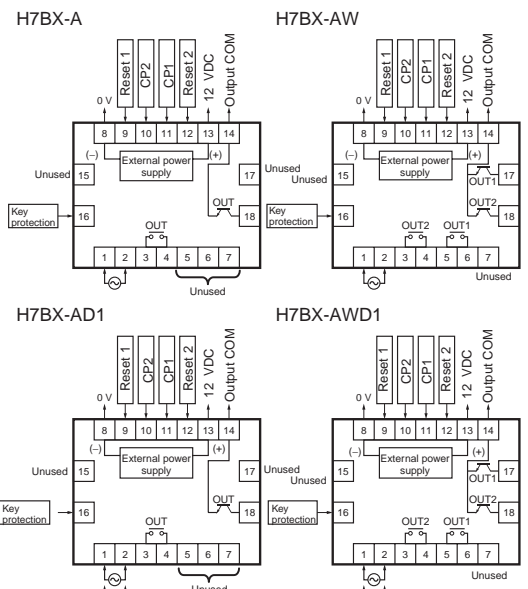 H7BX-A
Reset 1
CP2
CP1
Reset 2
12 VDC
Output COM
0 V
8 9 10 11 12 13 14
(−) (+)
External power
supply
Unused 15
17 Unused
OUT
Key
protection
16
18
OUT
1 2 3 4 5 6 7
Unused
H7BX-AW
Reset 1
CP2
CP1
Reset 2
12 VDC
Output COM
0 V
8 9 10 11 12 13 14
(−) (+)
External power
supply
Unused 15
17
OUT1
OUT2
Key
protection
16
18
OUT2 OUT1
1 2 3 4 5 6 7
Unused
H7BX-AD1
Reset 1
CP2
CP1
Reset 2
12 VDC
Output COM
0 V
8 9 10 11 12 13 14
(−) (+)
External power
supply
Unused 15
17 Unused
OUT
Key
protection
16
18
OUT
1 2 3 4 5 6 7
Unused
H7BX-AWD1
Reset 1
CP2
CP1
Reset 2
12 VDC
Output COM
0 V
8 9 10 11 12 13 14
(−) (+)
External power
supply
Unused 15
17
OUT1
OUT2
Key
protection
16
18
OUT2 OUT1
1 2 3 4 5 6 7
Unused